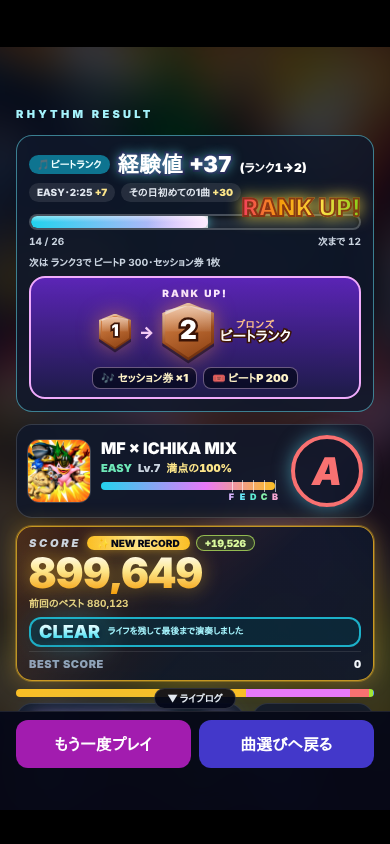 RHYTHM RESULT
ビートランク 経験値 +37 (ランク1→2)
EASY・2:25 +7 その日初めての1曲 +30
RANK UP!
14 / 26 次まで 12
次は ランク3で ビートP 300・セッション券 1枚
RANK UP!
1 → 2 ブロンズ
ビートランク
セッション券 ×1 ビートP 200
MF × ICHIKA MIX
EASY Lv.7 満点の100%
F E D C B
A
SCORE NEW RECORD +19,526
899,649
前回のベスト 880,123
CLEAR ライフを残して最後まで演奏しました
BEST SCORE 0
▼ ライブログ
もう一度プレイ 曲選びへ戻る